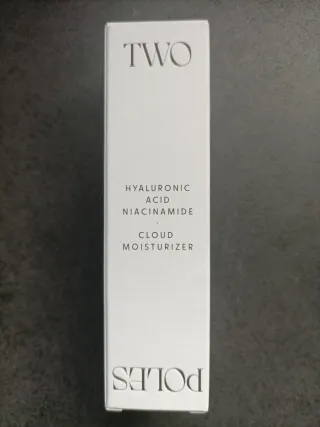 TWO
HYALURONIC
ACID
NIACINAMIDE
·
CLOUD
MOISTURIZER
POLES